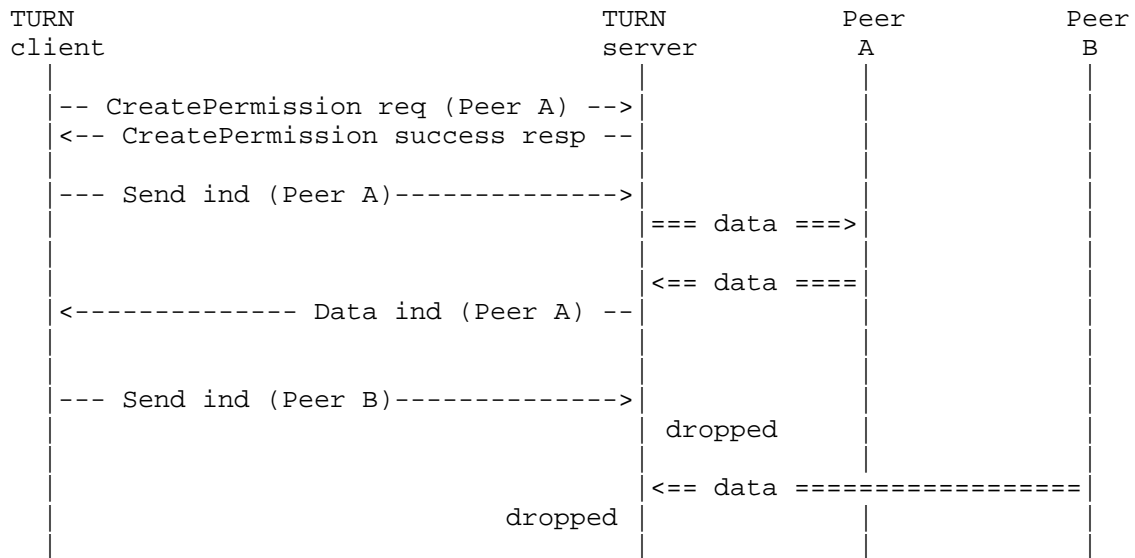 TURN TURN Peer Peer
client server A B
|-- CreatePermission req (Peer A) -->|
|<-- CreatePermission success resp --|
|--- Send ind (Peer A)-------------->|
|=== data ===>|
|<== data ====|
|<-------------- Data ind (Peer A) --|
|--- Send ind (Peer B)-------------->|
dropped
|<== data ==================|
dropped